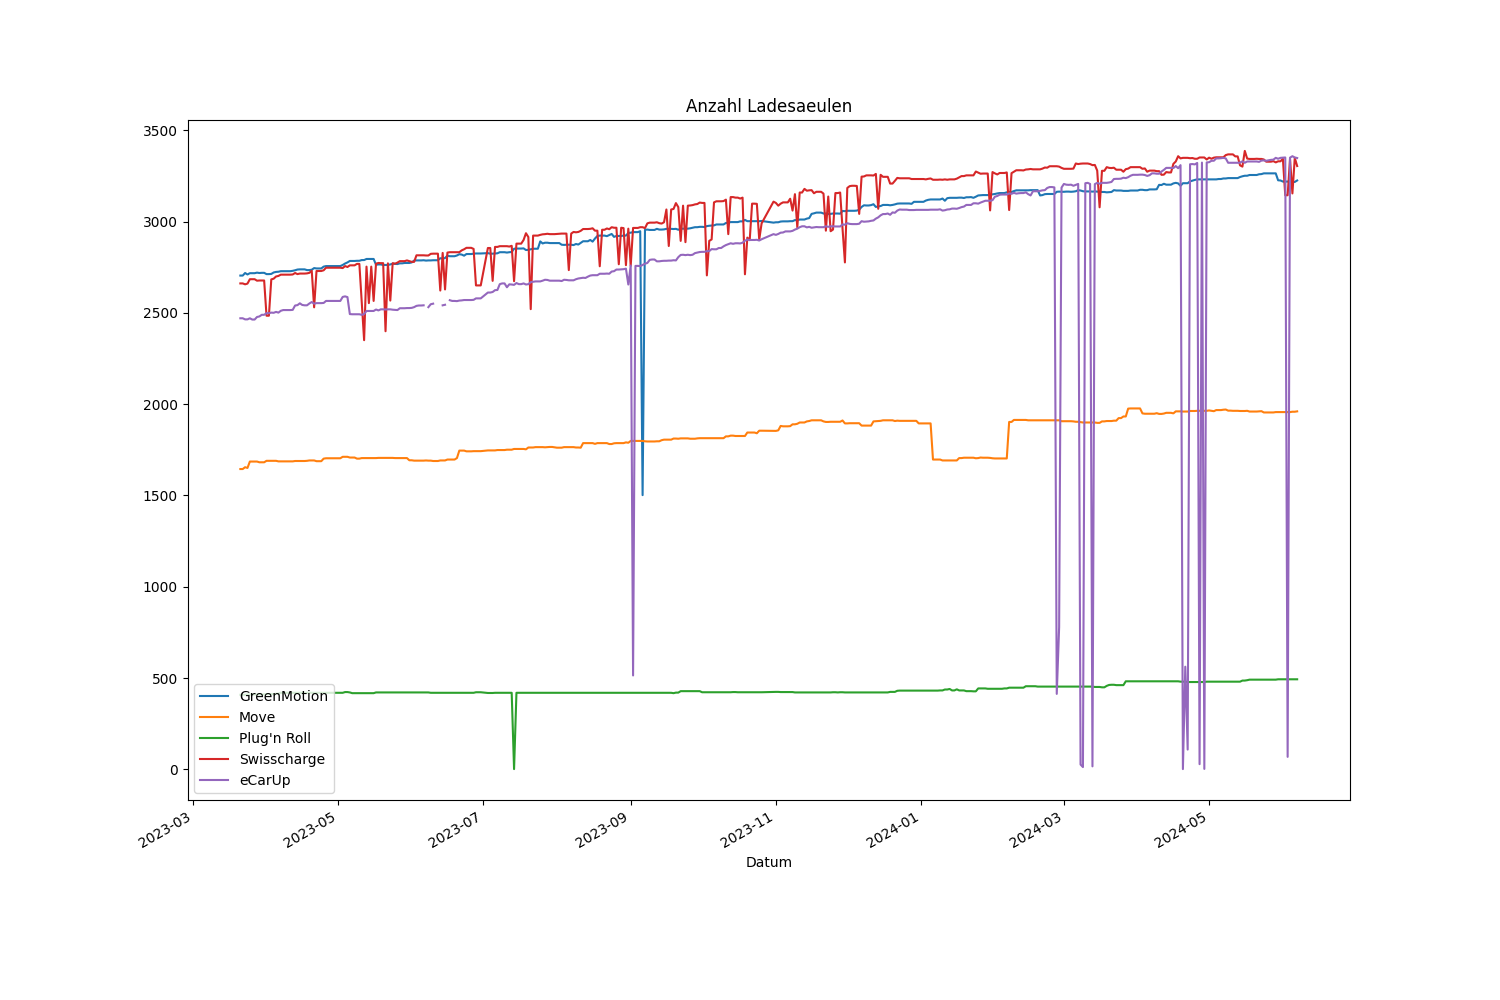 Anzahl Ladesaeulen
3500
3000
2500
2000
1500
1000
500
0
GreenMotion
Move
Plug'n Roll
Swisscharge
eCarUp
2023-03
2023-05
2023-07
2023-09
2023-11
2024-01
2024-03
2024-05
Datum